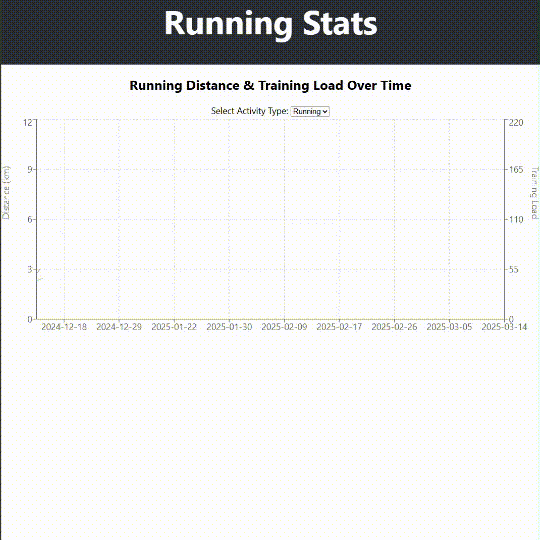 Running Stats
Running Distance & Training Load Over Time
Select Activity Type: Running
12
9
6
3
0
Distance (km)
220
165
110
55
0
Training Load
2024-12-18 2024-12-29 2025-01-22 2025-01-30 2025-02-09 2025-02-17 2025-02-26 2025-03-05 2025-03-14